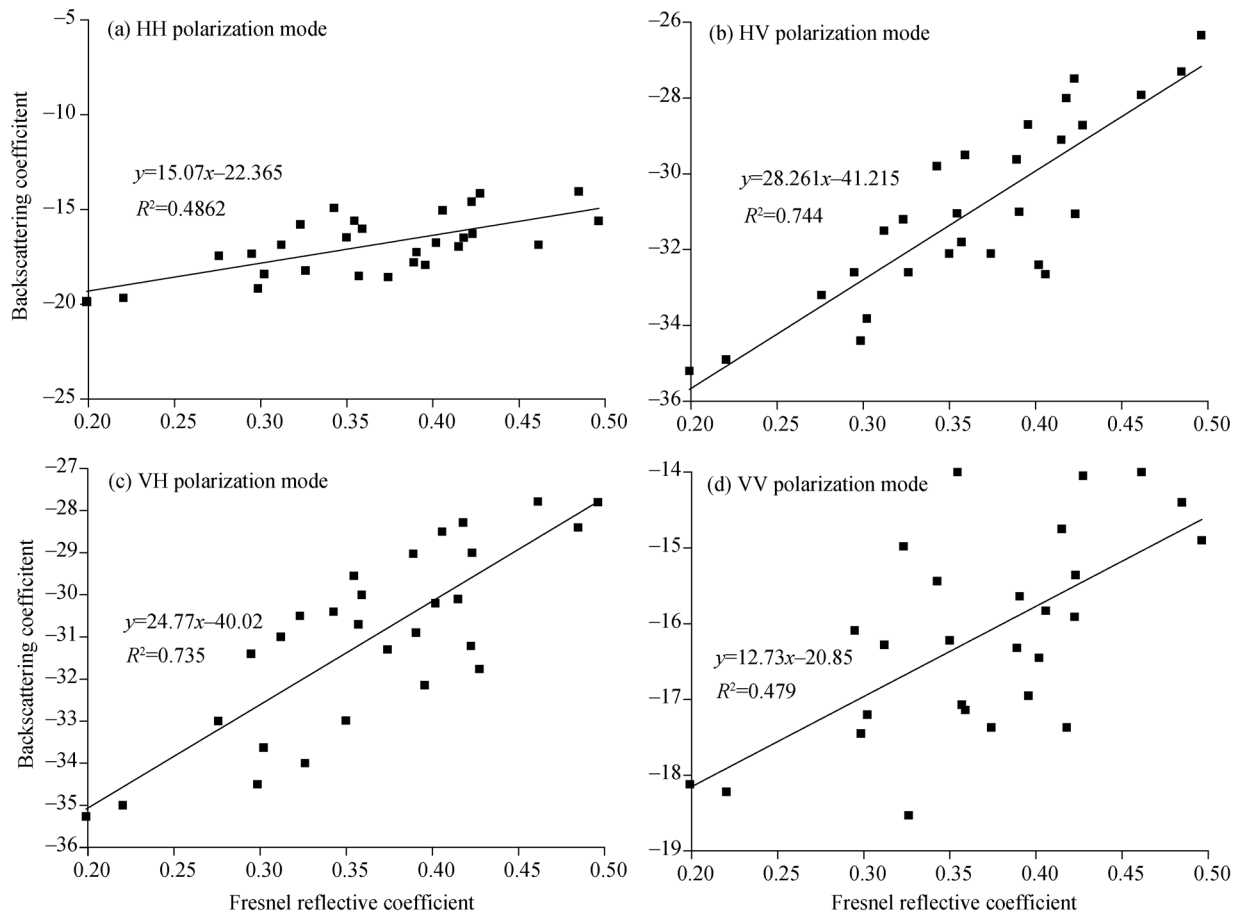 (a) HH polarization mode
−5
−10
−15
−20
−25
0.20 0.25 0.30 0.35 0.40 0.45 0.50
y=15.07x−22.365
R²=0.4862
Backscattering coefficitent
(b) HV polarization mode
−26
−28
−30
−32
−34
−36
0.20 0.25 0.30 0.35 0.40 0.45 0.50
y=28.261x−41.215
R²=0.744
(c) VH polarization mode
−27
−28
−29
−30
−31
−32
−33
−34
−35
−36
0.20 0.25 0.30 0.35 0.40 0.45 0.50
y=24.77x−40.02
R²=0.735
Backscattering coefficitent
Fresnel reflective coefficient
(d) VV polarization mode
−14
−15
−16
−17
−18
−19
0.20 0.25 0.30 0.35 0.40 0.45 0.50
y=12.73x−20.85
R²=0.479
Fresnel reflective coefficient